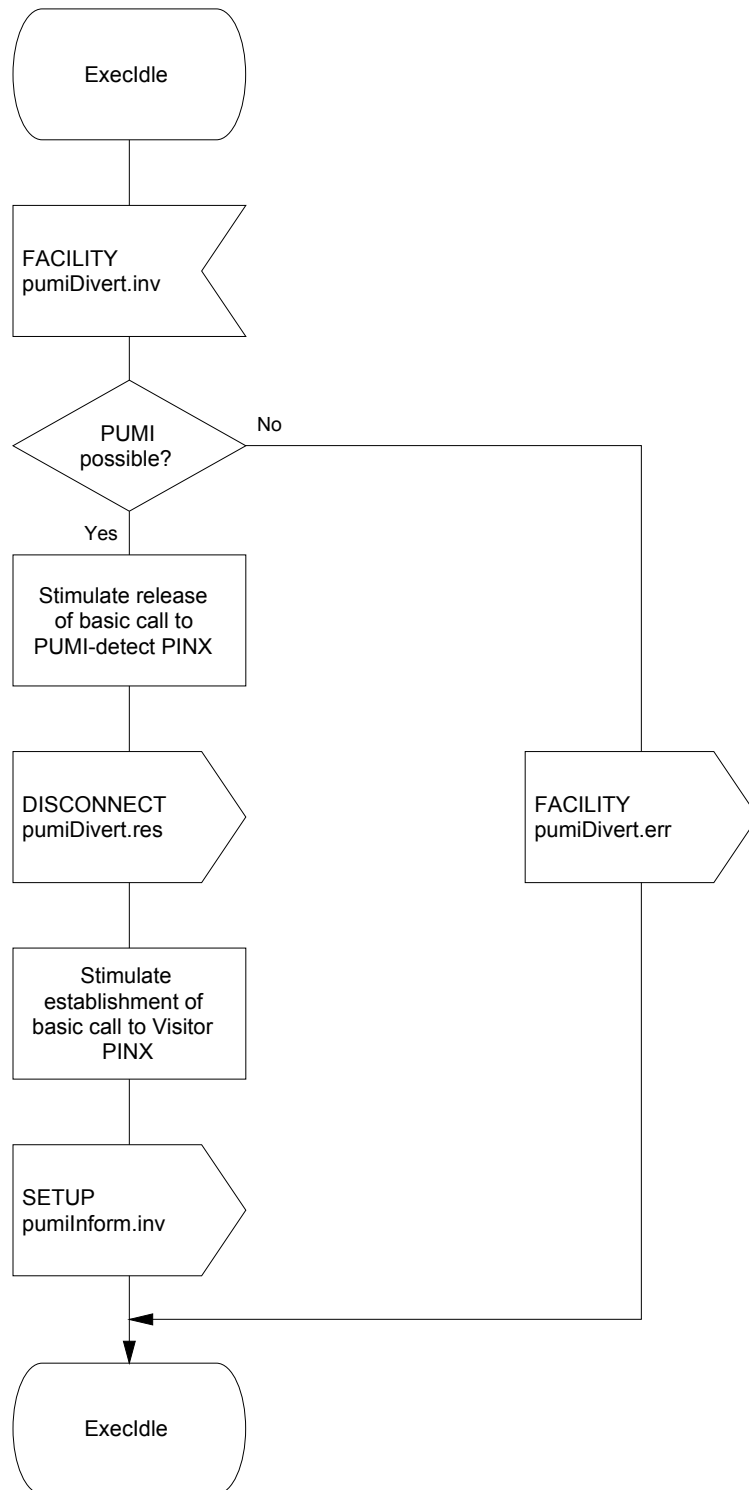 ExecIdle
FACILITY
pumiDivert.inv
PUMI
possible?
No
Yes
Stimulate release
of basic call to
PUMI-detect PINX
DISCONNECT
pumiDivert.res
FACILITY
pumiDivert.err
Stimulate
establishment of
basic call to Visitor
PINX
SETUP
pumiInform.inv
ExecIdle